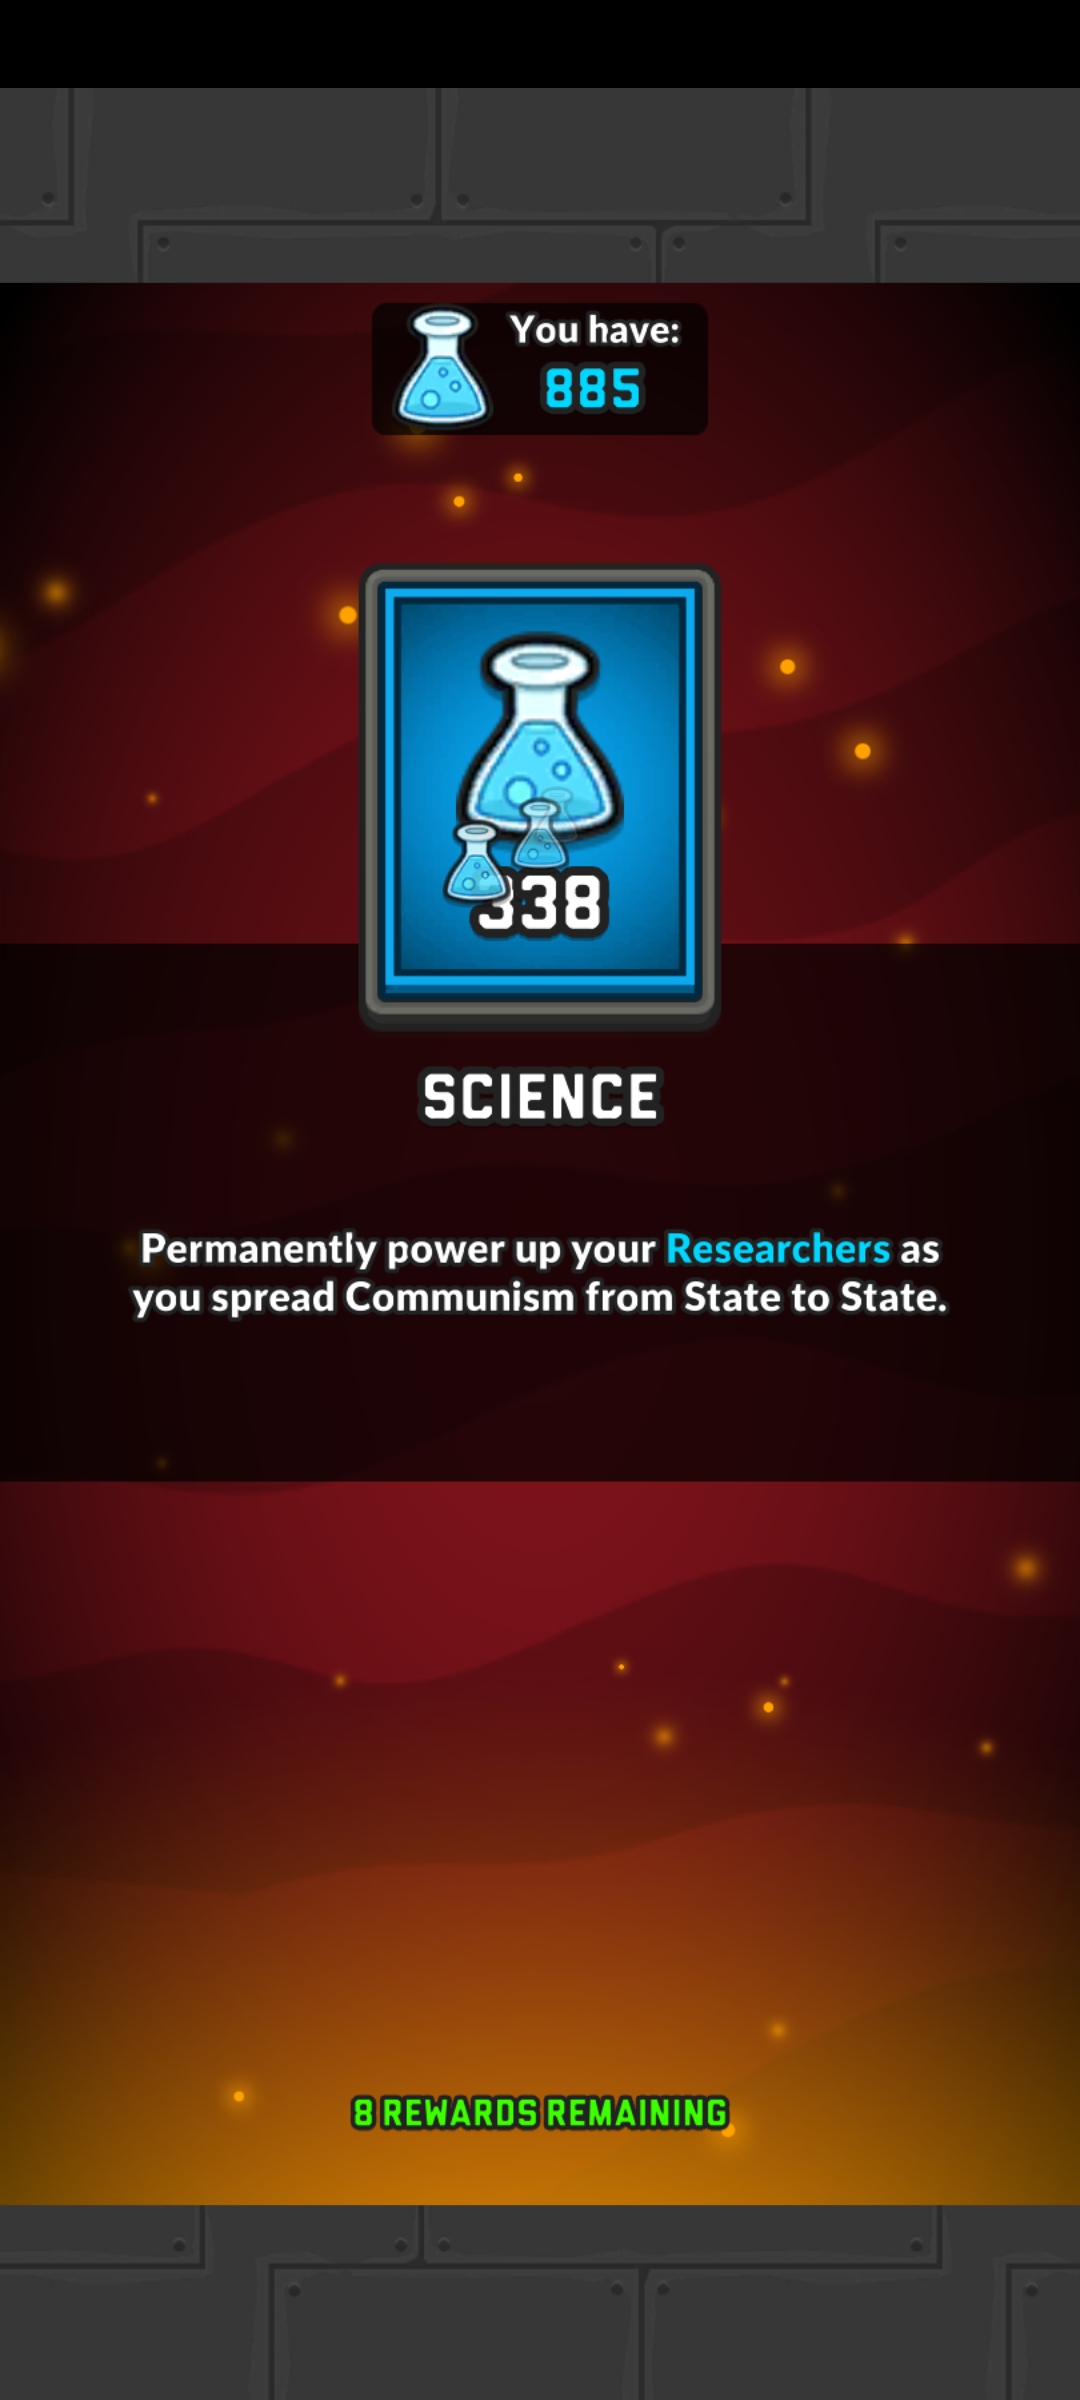 You have:
885
338
SCIENCE
Permanently power up your Researchers as
you spread Communism from State to State.
8 REWARDS REMAINING